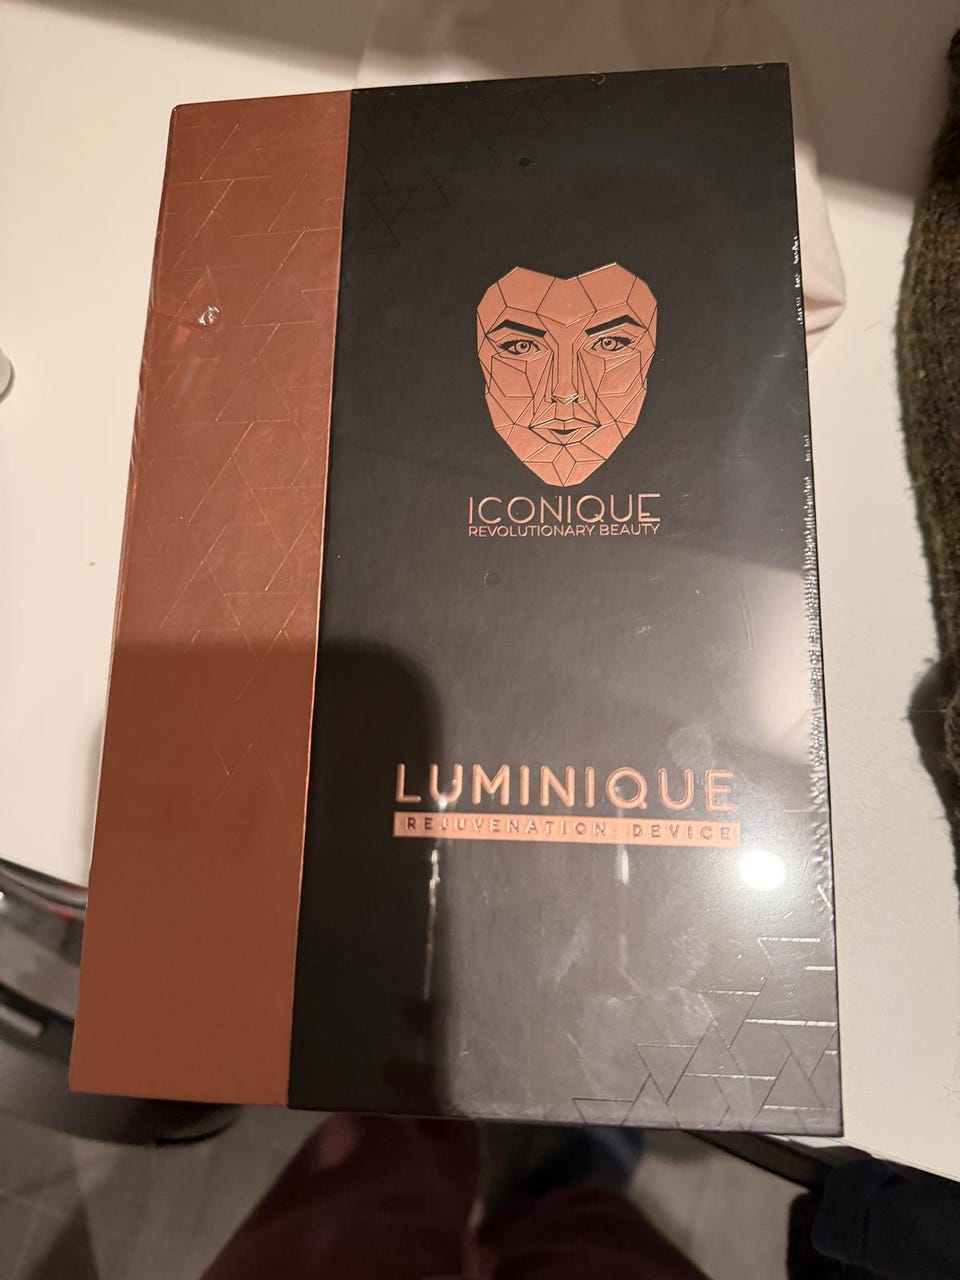 ICONIQUE
REVOLUTIONARY BEAUTY
LUMINIQUE
REJUVENATION DEVICE